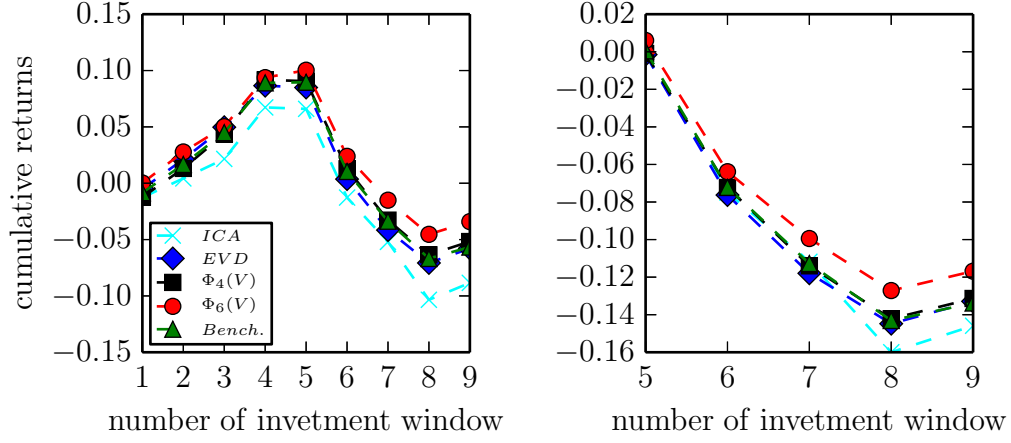 cumulative returns
0.15
0.10
0.05
0.00
−0.05
−0.10
−0.15
ICA
EVD
Φ₄(V)
Φ₆(V)
Bench.
1 2 3 4 5 6 7 8 9
number of invetment window
0.02
0.00
−0.02
−0.04
−0.06
−0.08
−0.10
−0.12
−0.14
−0.16
5 6 7 8 9
number of invetment window